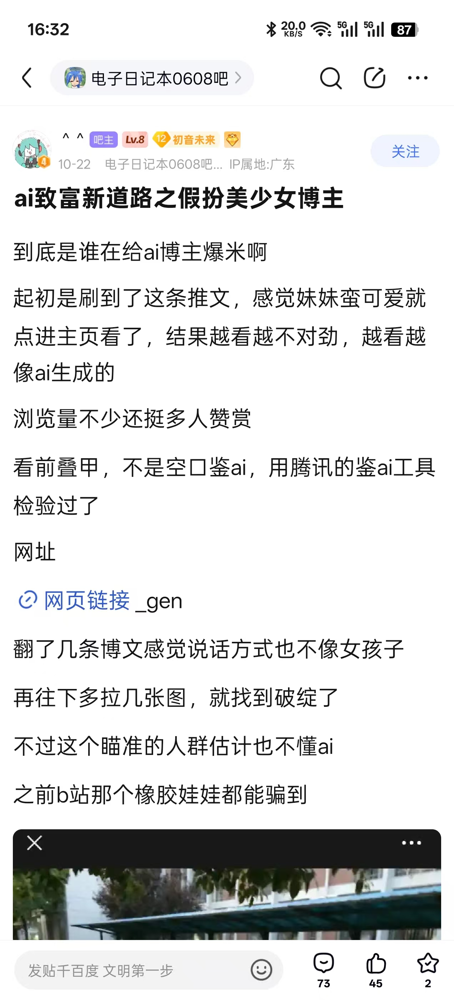 16:32
20.0
KB/S
5G
5G
87
电子日记本0608吧
^ ^ 吧主 Lv.8 12 初音未来
4
10-22 电子日记本0608吧... IP属地:广东
关注
ai致富新道路之假扮美少女博主
到底是谁在给ai博主爆米啊
起初是刷到了这条推文，感觉妹妹蛮可爱就
点进主页看了，结果越看越不对劲，越看越
像ai生成的
浏览量不少还挺多人赞赏
看前叠甲，不是空口鉴ai，用腾讯的鉴ai工具
检验过了
网址
网页链接 _gen
翻了几条博文感觉说话方式也不像女孩子
再往下多拉几张图，就找到破绽了
不过这个瞄准的人群估计也不懂ai
之前b站那个橡胶娃娃都能骗到
发贴千百度 文明第一步
73
45
2